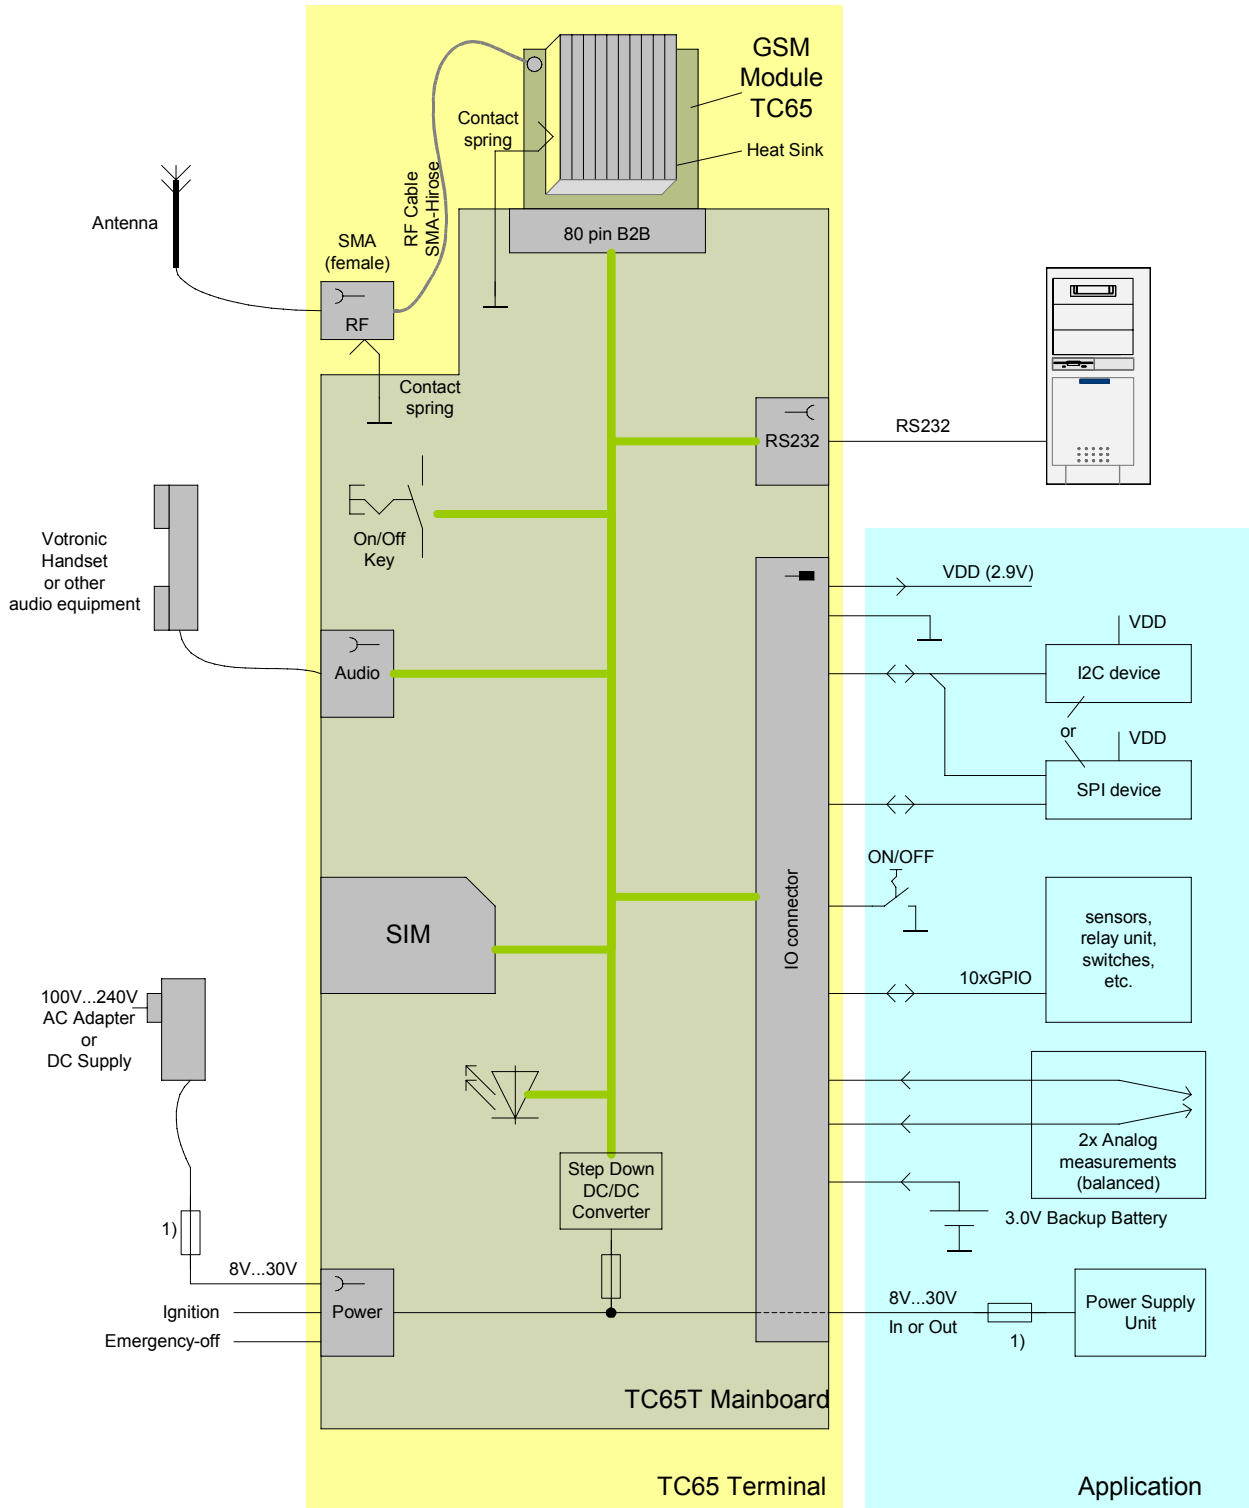 GSM
Module
TC65
Contact
spring
Heat Sink
RF Cable
SMA-Hirose
Antenna
SMA
(female)
80 pin B2B
RF
Contact
spring
RS232
RS232
On/Off
Key
Votronic
Handset
or other
audio equipment
VDD (2.9V)
VDD
Audio
I2C device
or
VDD
SPI device
ON/OFF
SIM
IO connector
sensors,
relay unit,
switches,
etc.
10xGPIO
100V...240V
AC Adapter
or
DC Supply
2x Analog
measurements
(balanced)
Step Down
DC/DC
Converter
3.0V Backup Battery
1)
8V...30V
Ignition
Power
Emergency-off
8V...30V
In or Out
1)
Power Supply
Unit
TC65T Mainboard
TC65 Terminal
Application